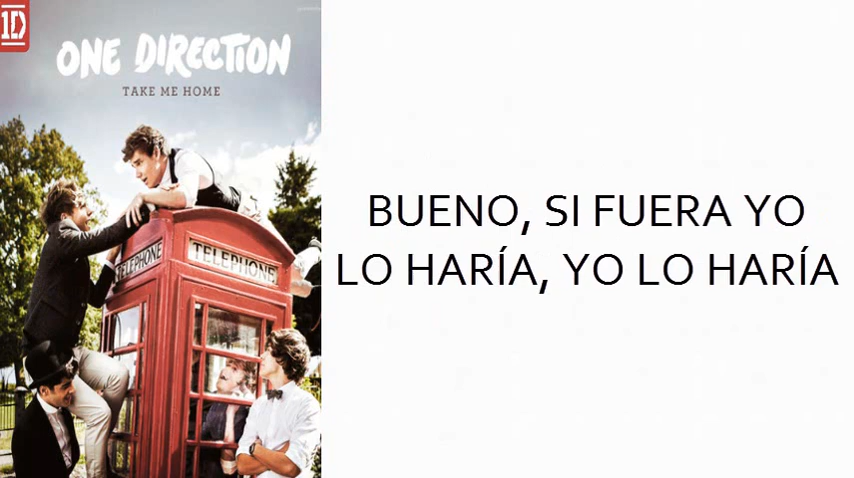 1D
ONE DIRECTION
TAKE ME HOME
TELEPHONE
TELEPHONE
BUENO, SI FUERA YO
LO HARÍA, YO LO HARÍA